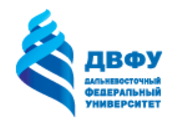 ДВФУ
ДАЛЬНЕВОСТОЧНЫЙ
ФЕДЕРАЛЬНЫЙ
УНИВЕРСИТЕТ